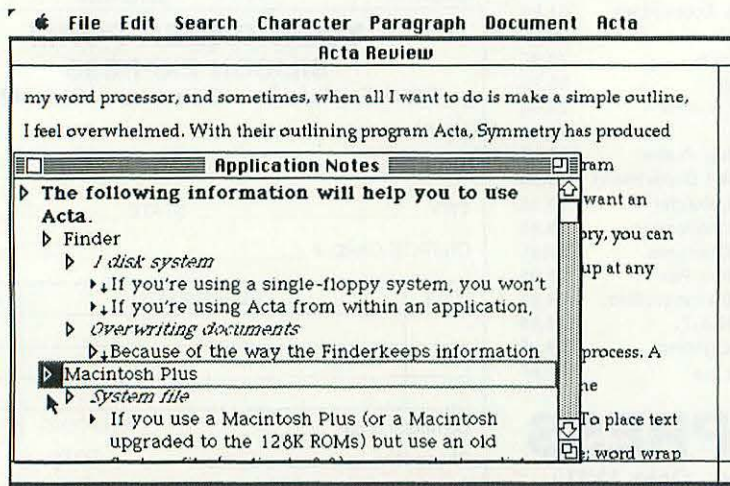 File Edit Search Character Paragraph Document Acta
Acta Review
my word processor, and sometimes, when all I want to do is make a simple outline,
I feel overwhelmed. With their outlining program Acta, Symmetry has produced
Application Notes
The following information will help you to use
Acta.
Finder
1 disk system
If you're using a single-floppy system, you won't
If you're using Acta from within an application,
Overwriting documents
Because of the way the Finderkeeps information
Macintosh Plus
System file
If you use a Macintosh Plus (or a Macintosh
upgraded to the 128K ROMs) but use an old
ram
want an
ory, you can
up at any
process. A
ne
To place text
e; word wrap